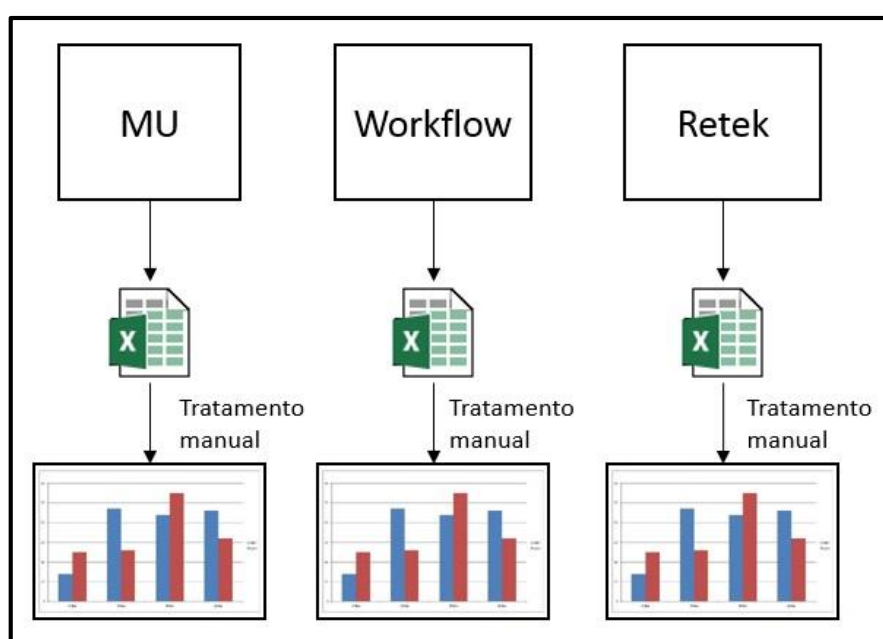 MU
Workflow
Retek
X
X
X
Tratamento
manual
Tratamento
manual
Tratamento
manual